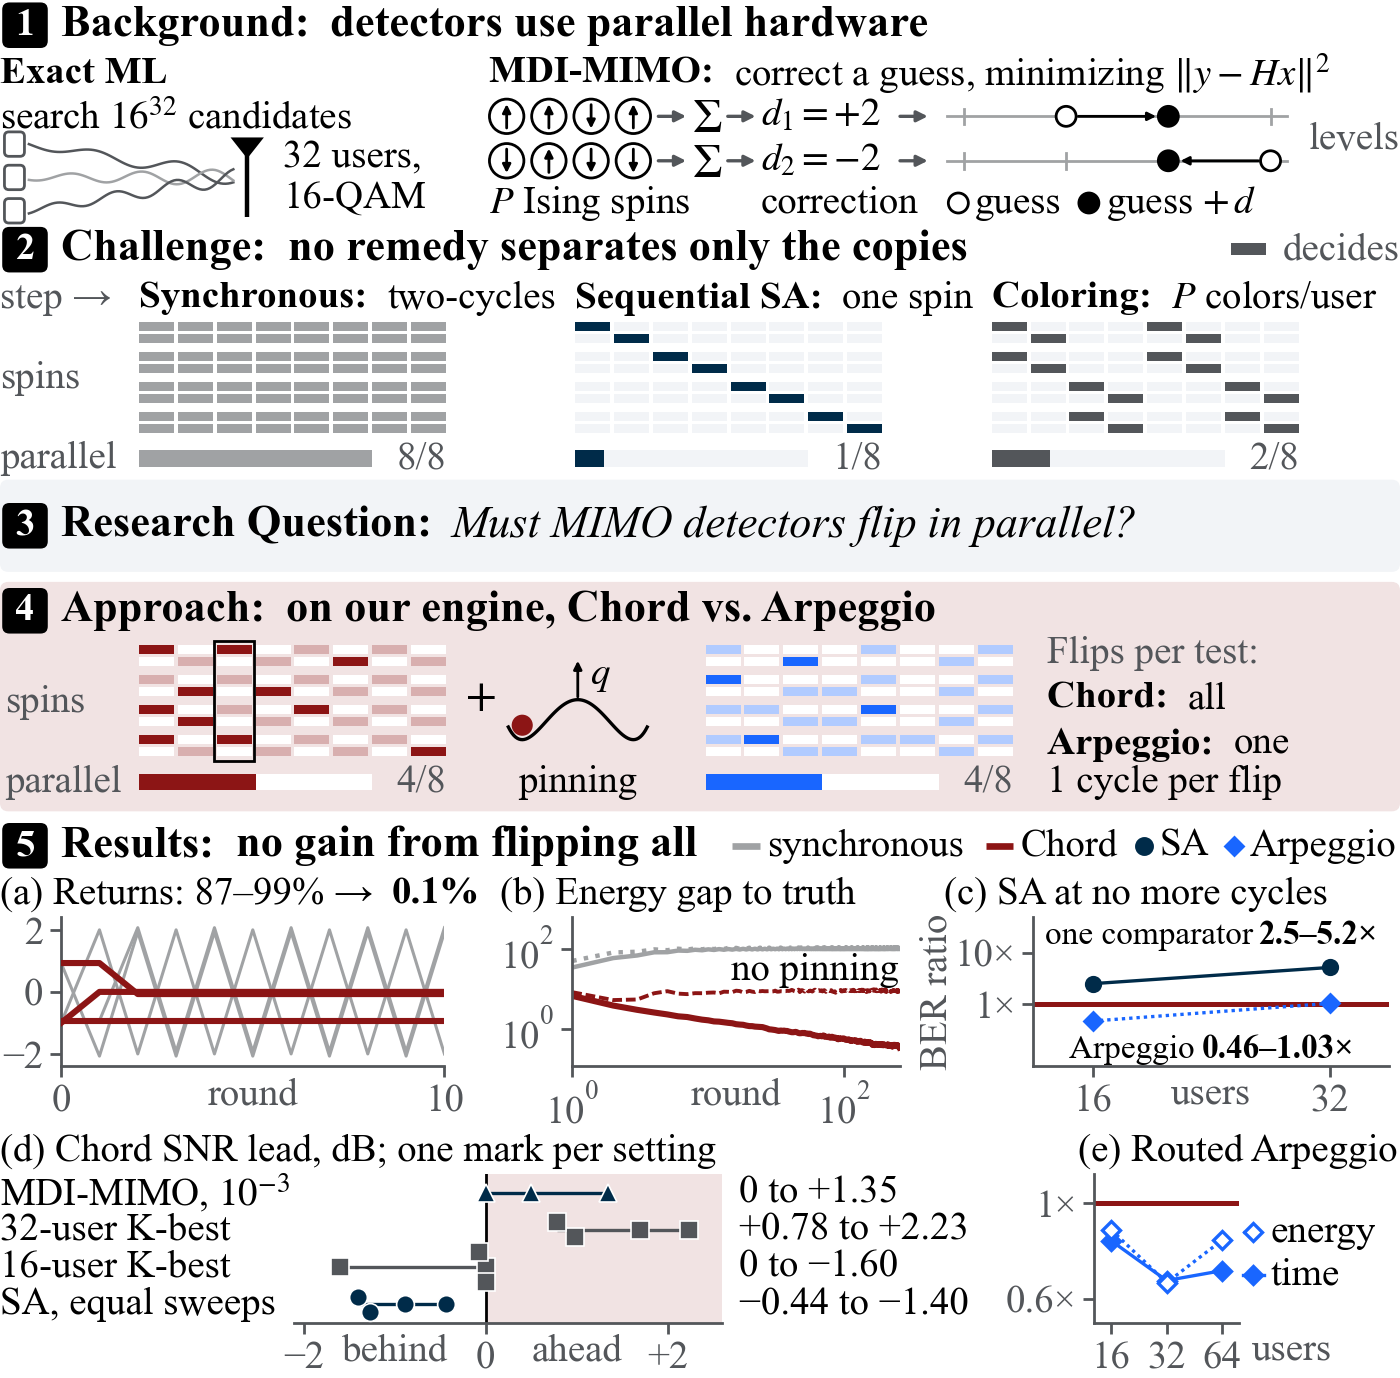 1 Background: detectors use parallel hardware
Exact ML
search 16^32 candidates
32 users,
16-QAM
MDI-MIMO: correct a guess, minimizing ‖y − Hx‖²
Σ d₁ = +2
Σ d₂ = −2
levels
P Ising spins correction guess guess + d
2 Challenge: no remedy separates only the copies
decides
step → Synchronous: two-cycles Sequential SA: one spin Coloring: P colors/user
spins
parallel 8/8 1/8 2/8
3 Research Question: Must MIMO detectors flip in parallel?
4 Approach: on our engine, Chord vs. Arpeggio
spins
+ q
pinning
parallel 4/8 4/8
Flips per test:
Chord: all
Arpeggio: one
1 cycle per flip
5 Results: no gain from flipping all
synchronous Chord SA Arpeggio
(a) Returns: 87–99% → 0.1%
2
0
−2
0 round 10
(b) Energy gap to truth
10²
10⁰
no pinning
10⁰ round 10²
(c) SA at no more cycles
BER ratio
10×
1×
one comparator 2.5–5.2×
Arpeggio 0.46–1.03×
16 users 32
(d) Chord SNR lead, dB; one mark per setting
MDI-MIMO, 10⁻³ 0 to +1.35
32-user K-best +0.78 to +2.23
16-user K-best 0 to −1.60
SA, equal sweeps −0.44 to −1.40
−2 behind 0 ahead +2
(e) Routed Arpeggio
1×
0.6×
energy
time
16 32 64 users